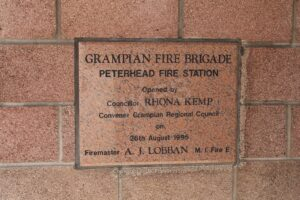 GRAMPIAN FIRE BRIGADE
PETERHEAD FIRE STATION
Opened by
Councillor RHONA KEMP
Convener Grampian Regional Council
on
26th August 1995
Firemaster A. J. LOBBAN M. I. Fire E